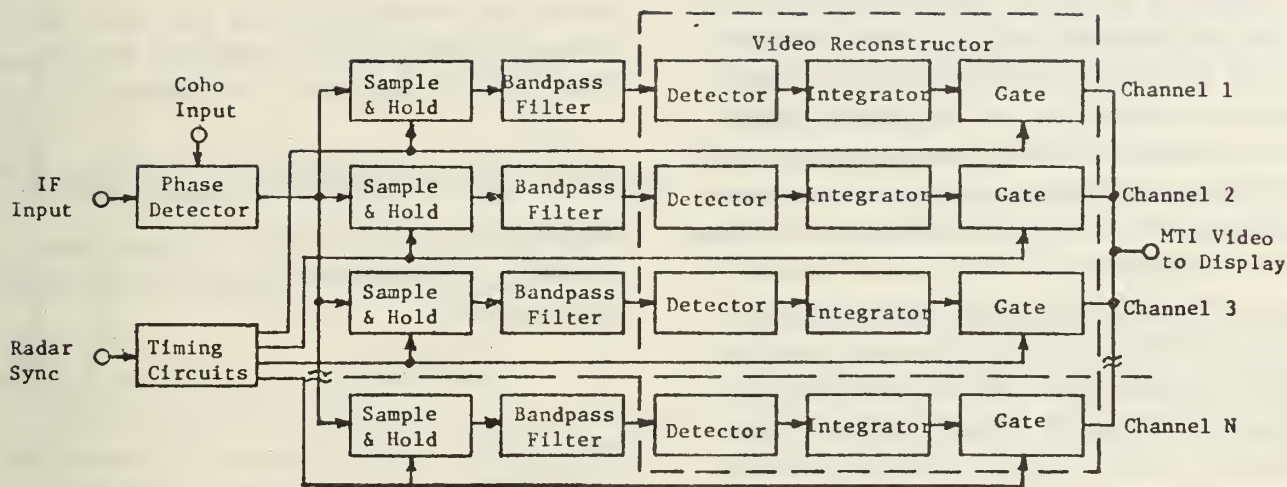 Video Reconstructor
Coho
Input
Sample
& Hold
Bandpass
Filter
Detector
Integrator
Gate
Channel 1
IF
Input
Phase
Detector
Sample
& Hold
Bandpass
Filter
Detector
Integrator
Gate
Channel 2
MTI Video
to Display
Sample
& Hold
Bandpass
Filter
Detector
Integrator
Gate
Channel 3
Radar
Sync
Timing
Circuits
Sample
& Hold
Bandpass
Filter
Detector
Integrator
Gate
Channel N